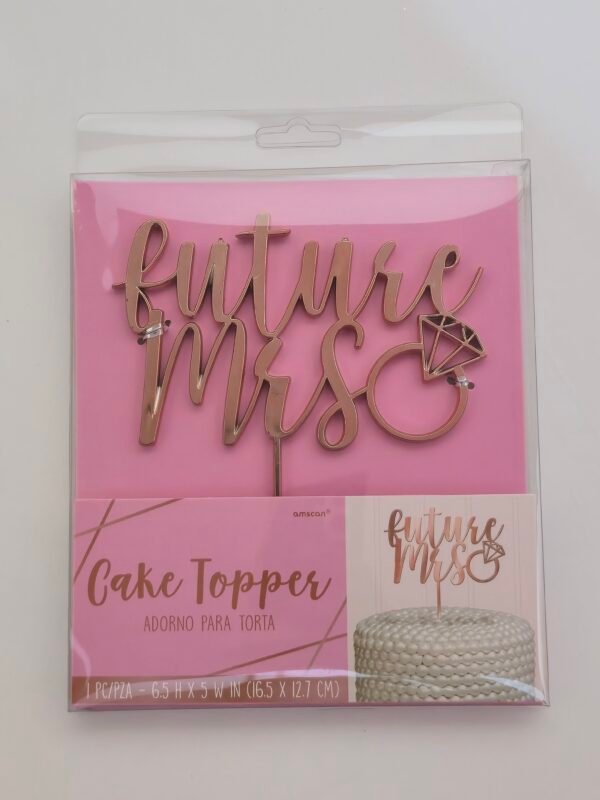 future
Mrs
amscan®
Cake Topper
ADORNO PARA TORTA
1 PC/PZA – 6.5 H X 5 W IN (16.5 X 12.7 CM)
future
Mrs